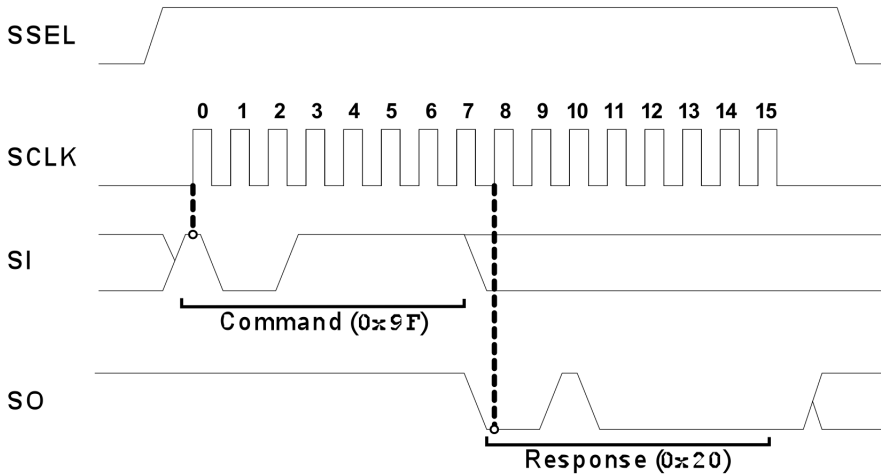 SSEL
0 1 2 3 4 5 6 7 8 9 10 11 12 13 14 15
SCLK
SI
Command (0x9F)
SO
Response (0x20)